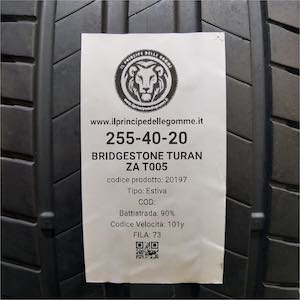 IL PRINCIPE DELLE GOMME
www.ilprincipedellegomme.it
255-40-20
BRIDGESTONE TURAN
ZA T005
codice prodotto: 20197
Tipo: Estiva
COD:
Battistrada: 90%
Codice Velocità: 101y
FILA: 73